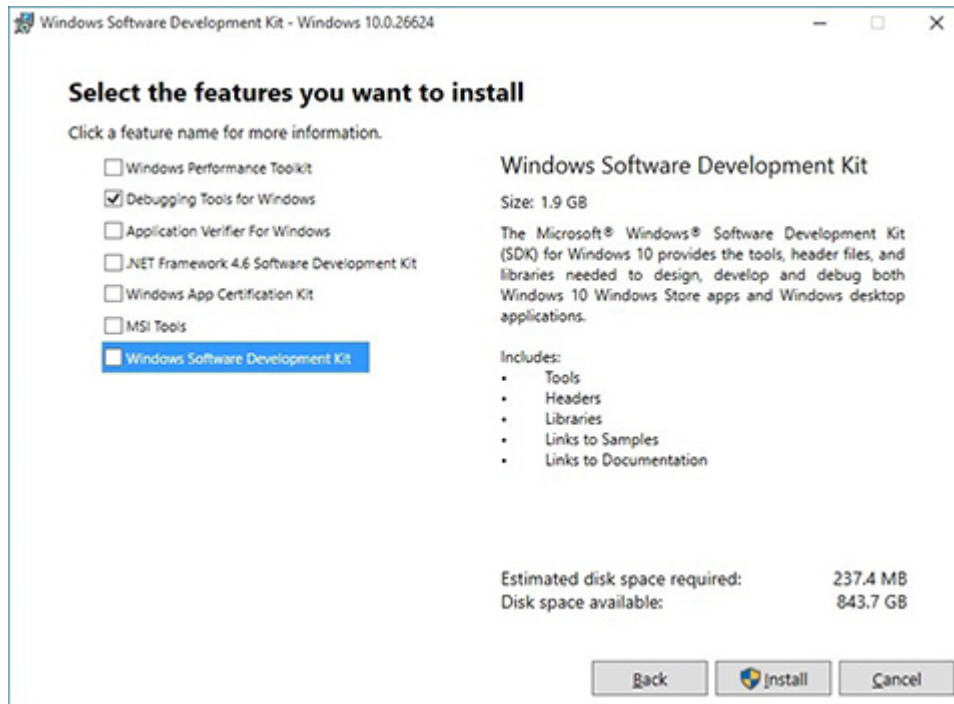 Windows Software Development Kit - Windows 10.0.26624
Select the features you want to install
Click a feature name for more information.
Windows Performance Toolkit
Debugging Tools for Windows
Application Verifier For Windows
.NET Framework 4.6 Software Development Kit
Windows App Certification Kit
MSI Tools
Windows Software Development Kit
Windows Software Development Kit
Size: 1.9 GB
The Microsoft® Windows® Software Development Kit
(SDK) for Windows 10 provides the tools, header files, and
libraries needed to design, develop and debug both
Windows 10 Windows Store apps and Windows desktop
applications.
Includes:
• Tools
• Headers
• Libraries
• Links to Samples
• Links to Documentation
Estimated disk space required: 237.4 MB
Disk space available: 843.7 GB
Back Install Cancel